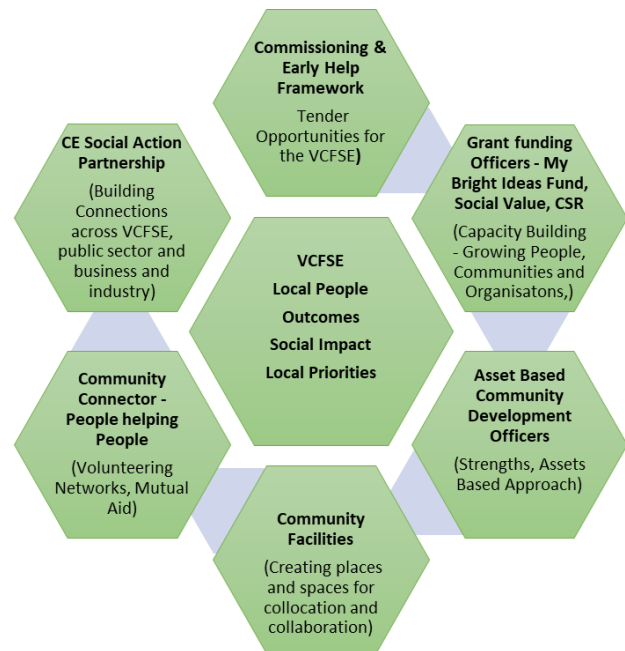 Commissioning &
Early Help
Framework
Tender
Opportunities for
the VCFSE)
CE Social Action
Partnership
(Building
Connections
across VCFSE,
public sector and
business and
industry)
Grant funding
Officers - My
Bright Ideas Fund,
Social Value, CSR
(Capacity Building
- Growing People,
Communities and
Organisatons,)
VCFSE
Local People
Outcomes
Social Impact
Local Priorities
Community
Connector -
People helping
People
(Volunteering
Networks, Mutual
Aid)
Asset Based
Community
Development
Officers
(Strengths, Assets
Based Approach)
Community
Facilities
(Creating places
and spaces for
collocation and
collaboration)